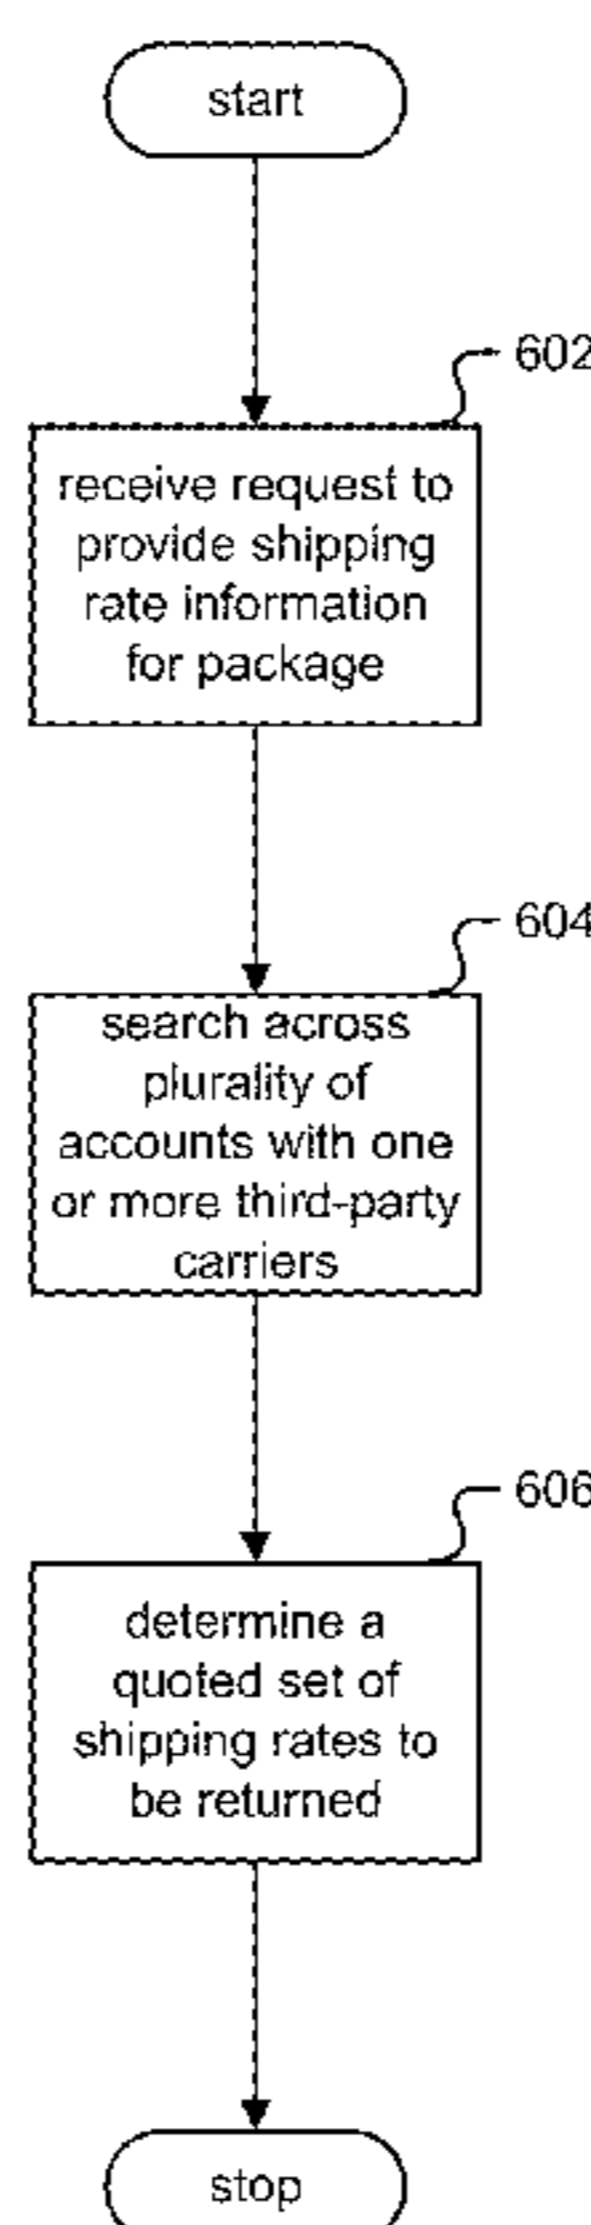 start
602
receive request to
provide shipping
rate information
for package
604
search across
plurality of
accounts with one
or more third-party
carriers
606
determine a
quoted set of
shipping rates to
be returned
stop